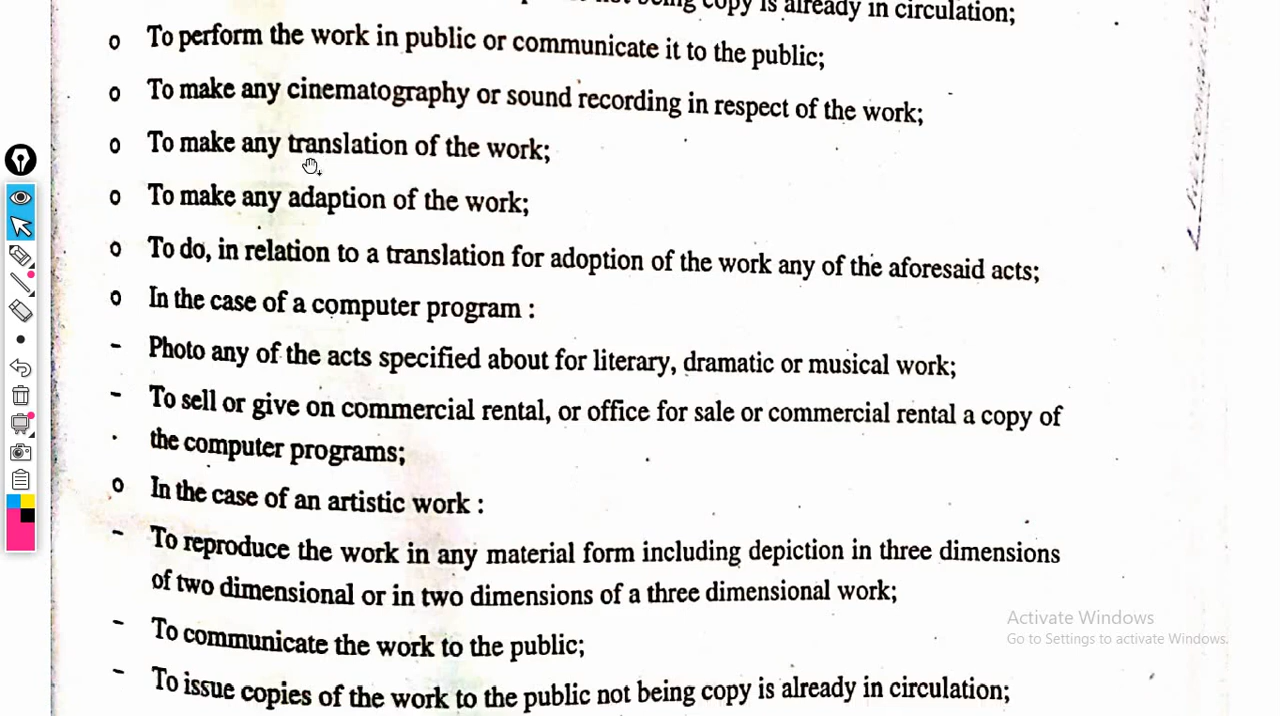 being copy is already in circulation;
o To perform the work in public or communicate it to the public;
o To make any cinematography or sound recording in respect of the work;
o To make any translation of the work;
o To make any adaption of the work;
o To do, in relation to a translation for adoption of the work any of the aforesaid acts;
o In the case of a computer program :
- Photo any of the acts specified about for literary, dramatic or musical work;
- To sell or give on commercial rental, or office for sale or commercial rental a copy of
the computer programs;
o In the case of an artistic work :
- To reproduce the work in any material form including depiction in three dimensions
of two dimensional or in two dimensions of a three dimensional work;
- To communicate the work to the public;
- To issue copies of the work to the public not being copy is already in circulation;
Activate Windows
Go to Settings to activate Windows.